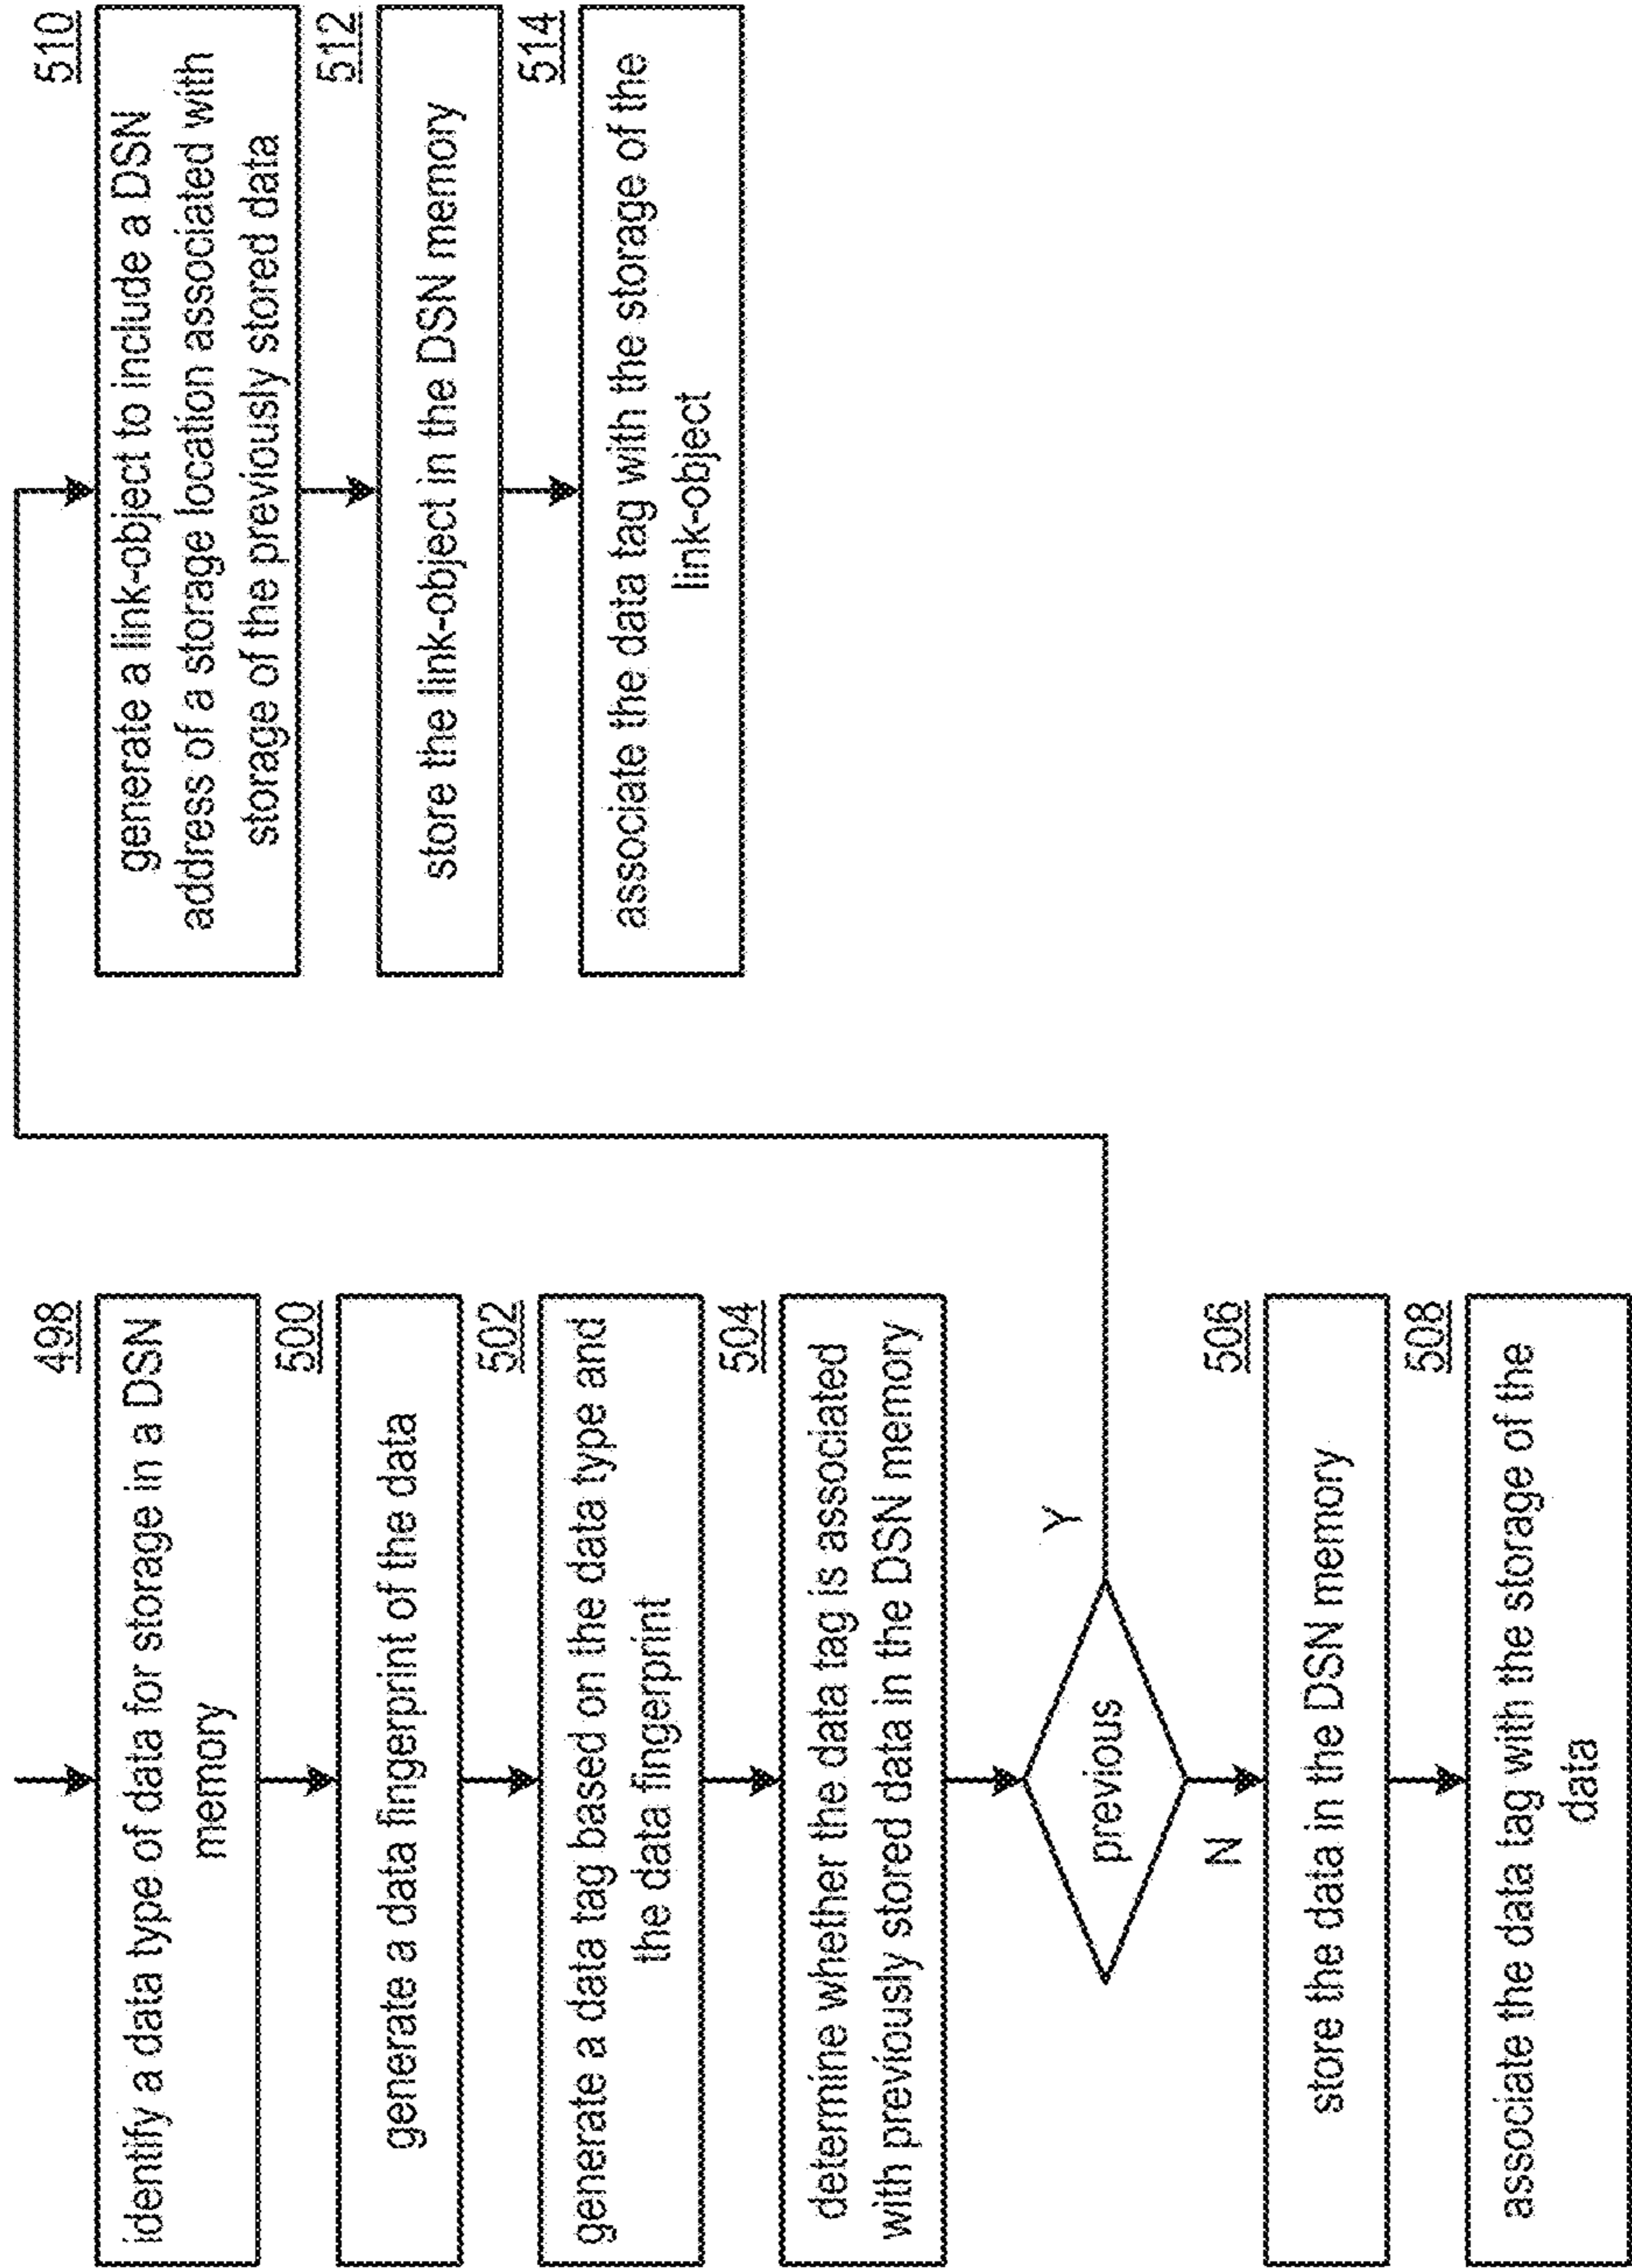 498
identify a data type of data for storage in a DSN
memory
500
generate a data fingerprint of the data
502
generate a data tag based on the data type and
the data fingerprint
504
determine whether the data tag is associated
with previously stored data in the DSN memory
previous
Y
N
506
store the data in the DSN memory
508
associate the data tag with the storage of the
data
510
generate a link-object to include a DSN
address of a storage location associated with
storage of the previously stored data
512
store the link-object in the DSN memory
514
associate the data tag with the storage of the
link-object